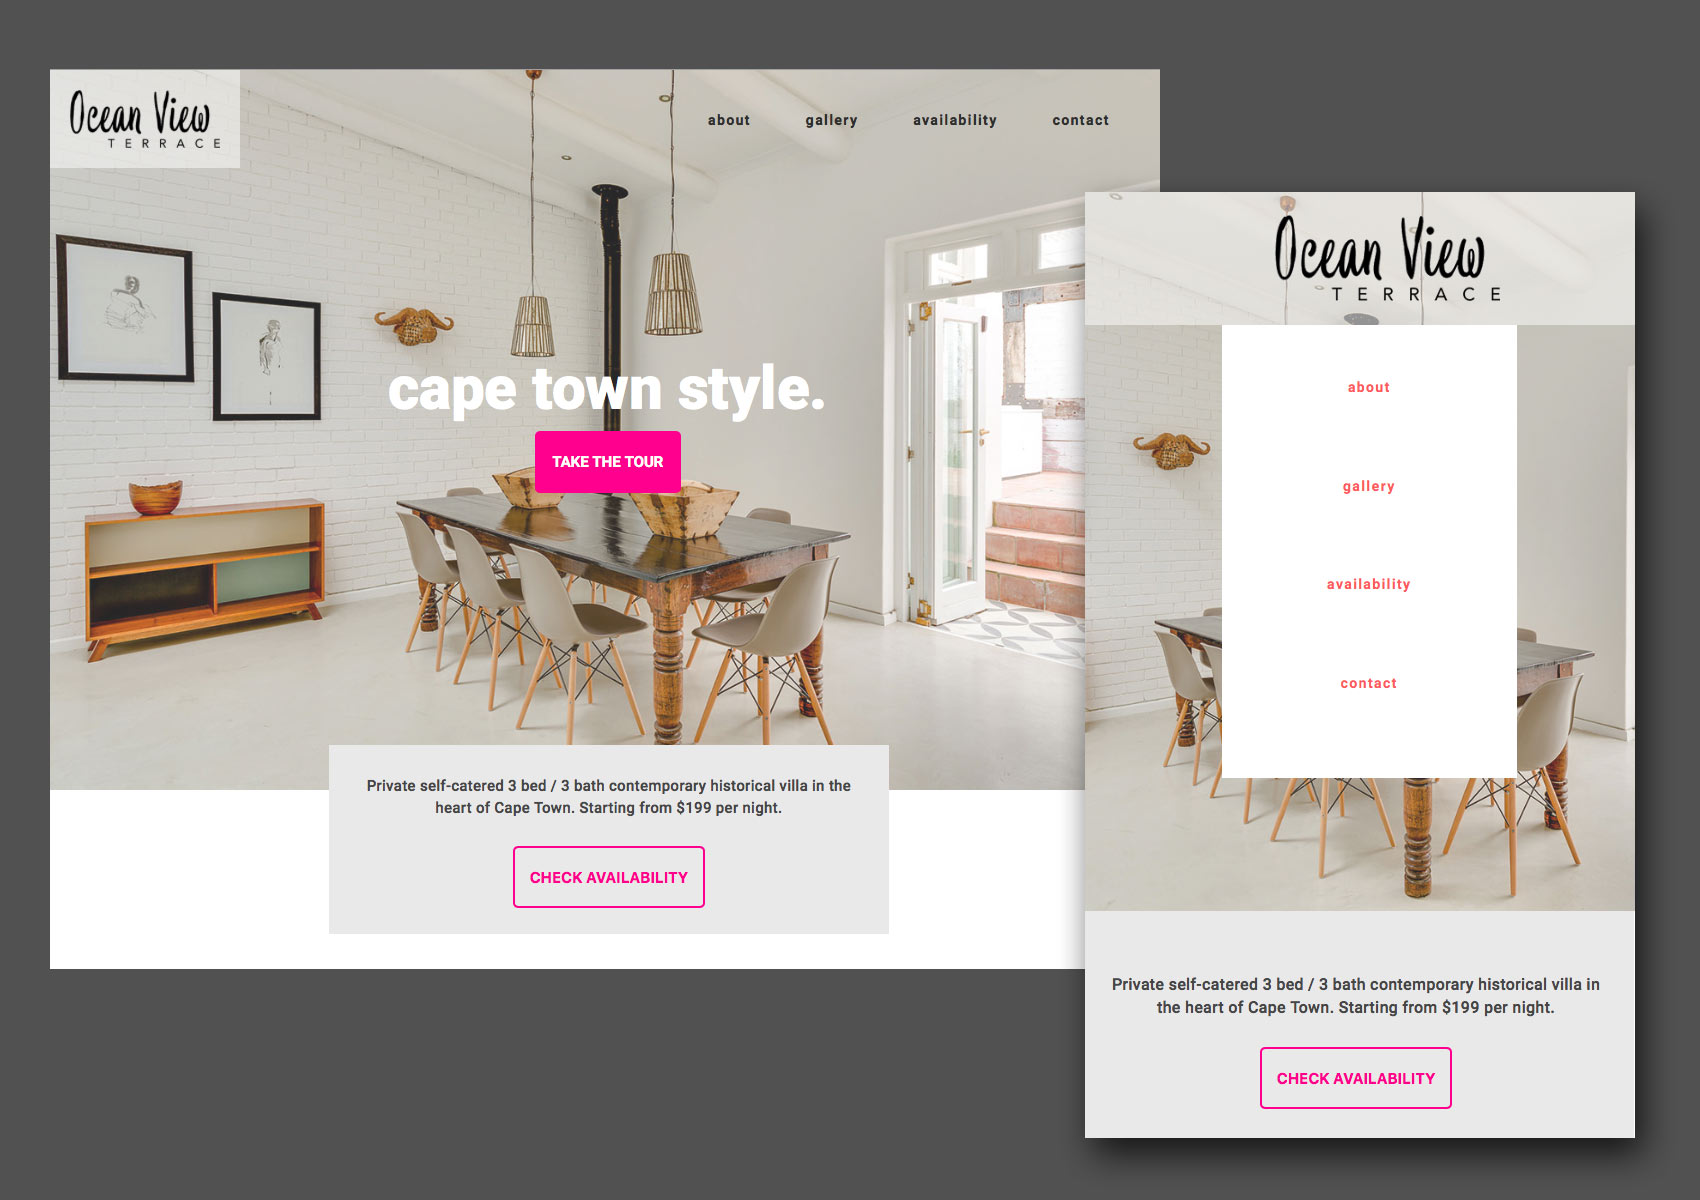 Ocean View
TERRACE
about
gallery
availability
contact
cape town style.
TAKE THE TOUR
Private self-catered 3 bed / 3 bath contemporary historical villa in the
heart of Cape Town. Starting from $199 per night.
CHECK AVAILABILITY
Ocean View
TERRACE
about
gallery
availability
contact
Private self-catered 3 bed / 3 bath contemporary historical villa in
the heart of Cape Town. Starting from $199 per night.
CHECK AVAILABILITY